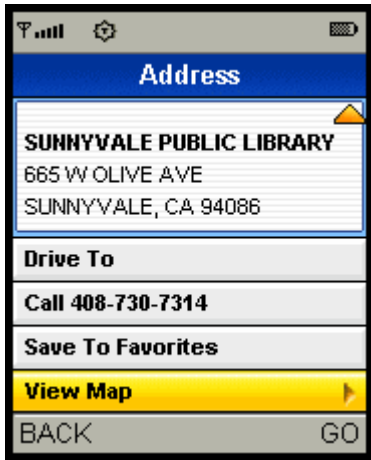 Address
SUNNYVALE PUBLIC LIBRARY
665 W OLIVE AVE
SUNNYVALE, CA 94086
Drive To
Call 408-730-7314
Save To Favorites
View Map
BACK GO